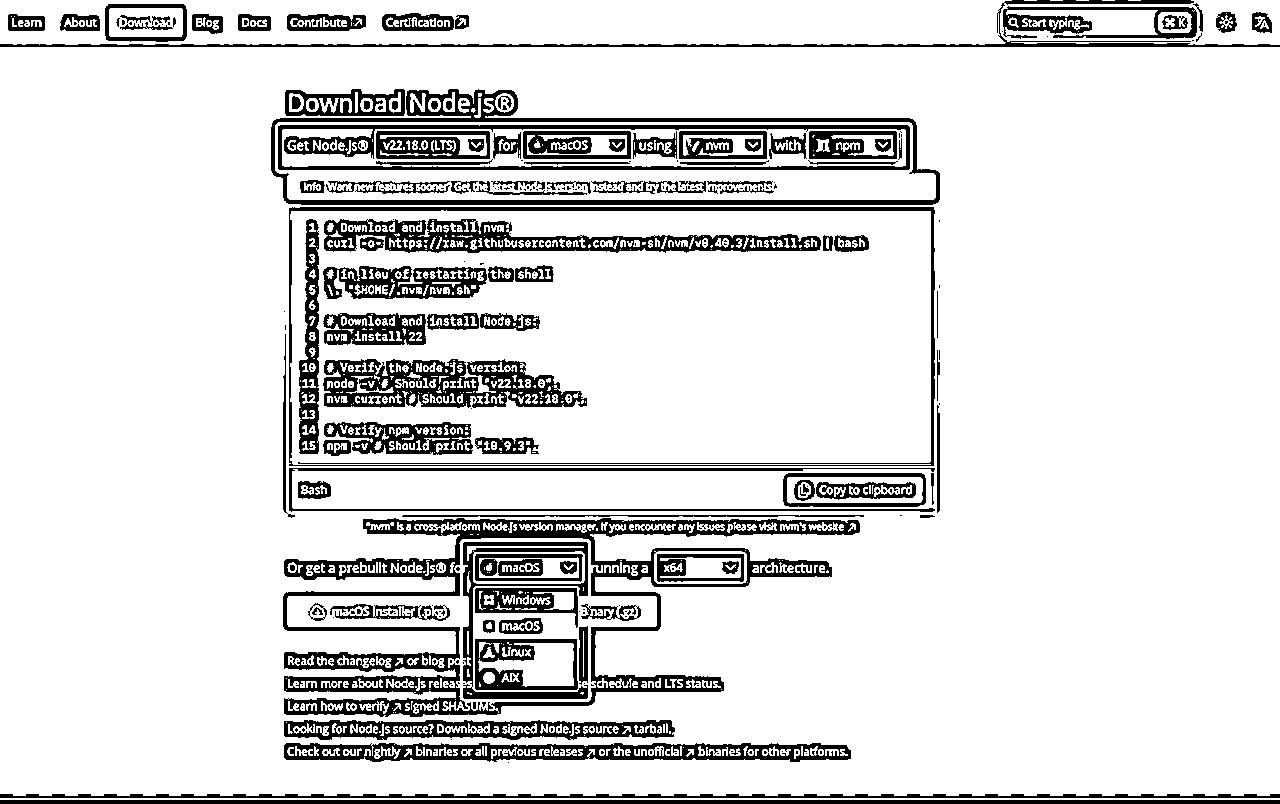 Learn About Download Blog Docs Contribute ↗ Certification ↗ Start typing... ⌘ K
Download Node.js®
Get Node.js® v22.18.0 (LTS) for macOS using nvm with npm
Info Want new features sooner? Get the latest Node.js version instead and try the latest improvements!
1 # Download and install nvm:
2 curl -o- https://raw.githubusercontent.com/nvm-sh/nvm/v0.40.3/install.sh | bash
3
4 # in lieu of restarting the shell
5 \. "$HOME/.nvm/nvm.sh"
6
7 # Download and install Node.js:
8 nvm install 22
9
10 # Verify the Node.js version:
11 node -v # Should print "v22.18.0".
12 nvm current # Should print "v22.18.0".
13
14 # Verify npm version:
15 npm -v # Should print "10.9.3".
Bash Copy to clipboard
"nvm" is a cross-platform Node.js version manager. If you encounter any issues please visit nvm's website ↗
Or get a prebuilt Node.js® for macOS running a x64 architecture.
Windows
macOS
Linux
AIX
macOS Installer (.pkg) Binary (.gz)
Read the changelog ↗ or blog post
Learn more about Node.js releases, schedule and LTS status.
Learn how to verify ↗ signed SHASUMS.
Looking for Node.js source? Download a signed Node.js source ↗ tarball.
Check out our nightly ↗ binaries or all previous releases ↗ or the unofficial ↗ binaries for other platforms.